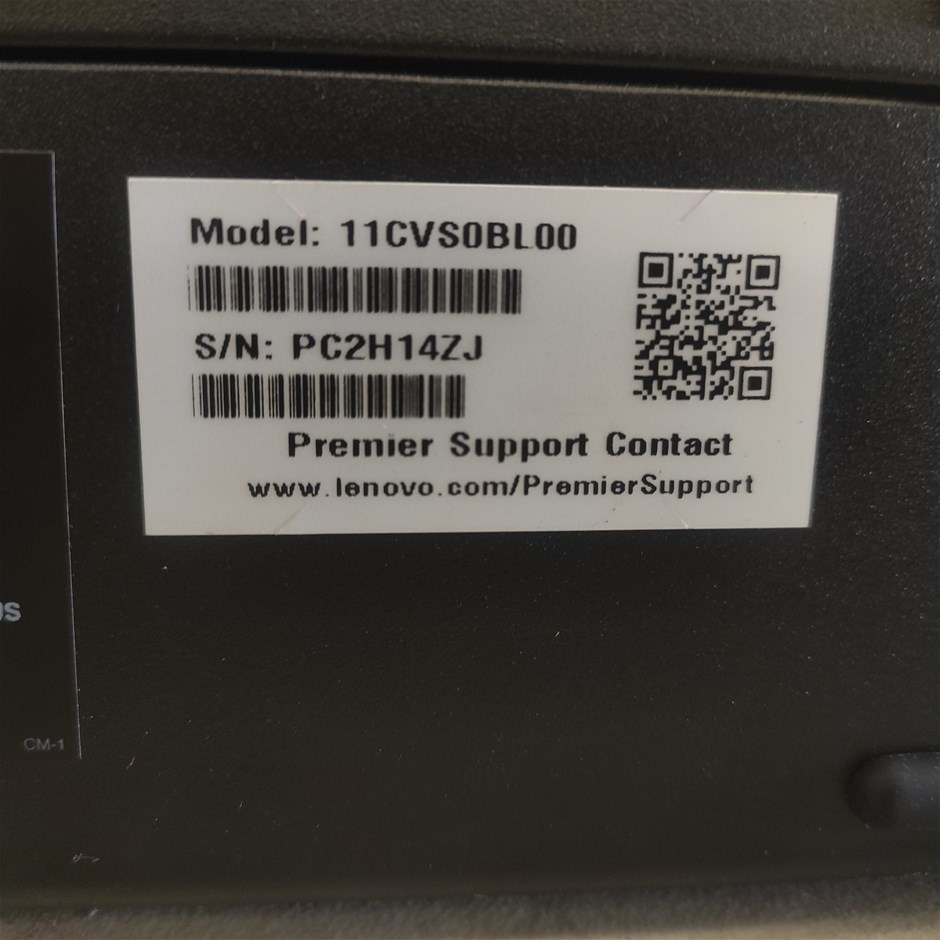 Model: 11CVS0BL00
S/N: PC2H14ZJ
Premier Support Contact
www.lenovo.com/PremierSupport
CM-1